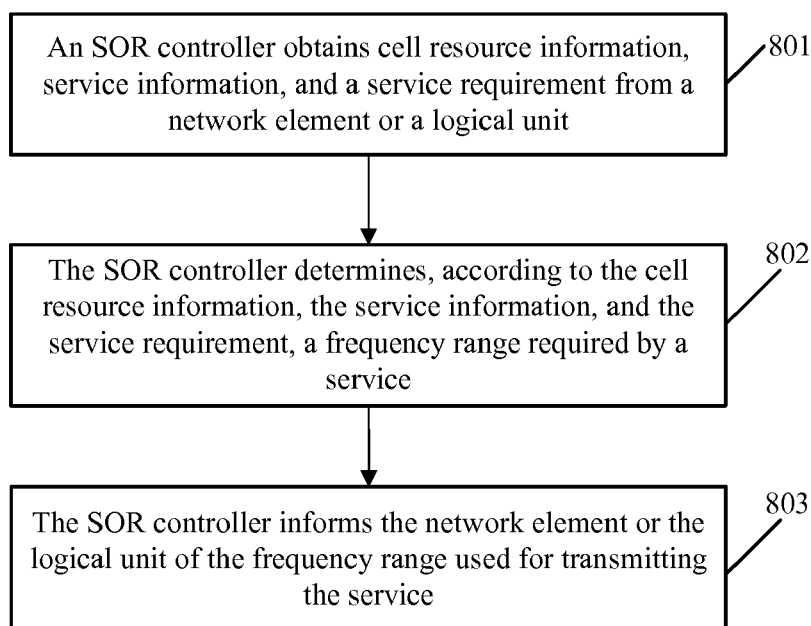 An SOR controller obtains cell resource information,
service information, and a service requirement from a
network element or a logical unit
801
The SOR controller determines, according to the cell
resource information, the service information, and the
service requirement, a frequency range required by a
service
802
The SOR controller informs the network element or the
logical unit of the frequency range used for transmitting
the service
803